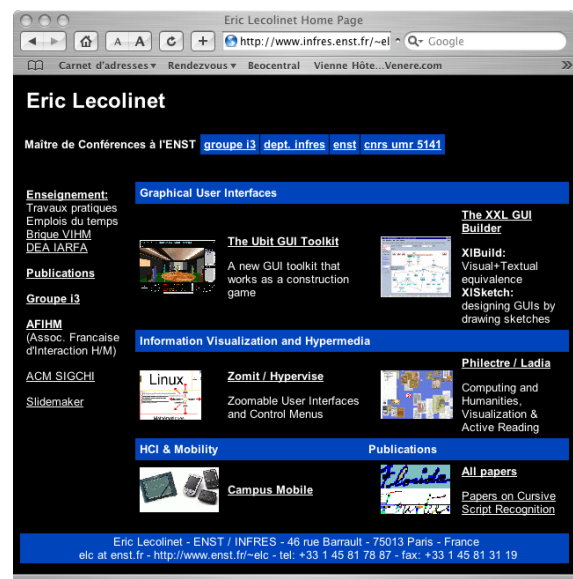 Eric Lecolinet Home Page
A A http://www.infres.enst.fr/~el Google
Carnet d'adresses Rendezvous Beocentral Vienne Hôte...Venere.com
Eric Lecolinet
Maître de Conférences à l'ENST groupe i3 dept. infres enst cnrs umr 5141
Enseignement:
Travaux pratiques
Emplois du temps
Brique VIHM
DEA IARFA
Publications
Groupe i3
AFIHM
(Assoc. Francaise
d'Interaction H/M)
ACM SIGCHI
Slidemaker
Graphical User Interfaces
The Ubit GUI Toolkit
A new GUI toolkit that
works as a construction
game
The XXL GUI
Builder
XIBuild:
Visual+Textual
equivalence
XISketch:
designing GUIs by
drawing sketches
Information Visualization and Hypermedia
Linux
Zomit / Hypervise
Zoomable User Interfaces
and Control Menus
Philectre / Ladia
Computing and
Humanities,
Visualization &
Active Reading
HCI & Mobility
Campus Mobile
Publications
Florida
All papers
Papers on Cursive
Script Recognition
Eric Lecolinet - ENST / INFRES - 46 rue Barrault - 75013 Paris - France
elc at enst.fr - http://www.enst.fr/~elc - tel: +33 1 45 81 78 87 - fax: +33 1 45 81 31 19